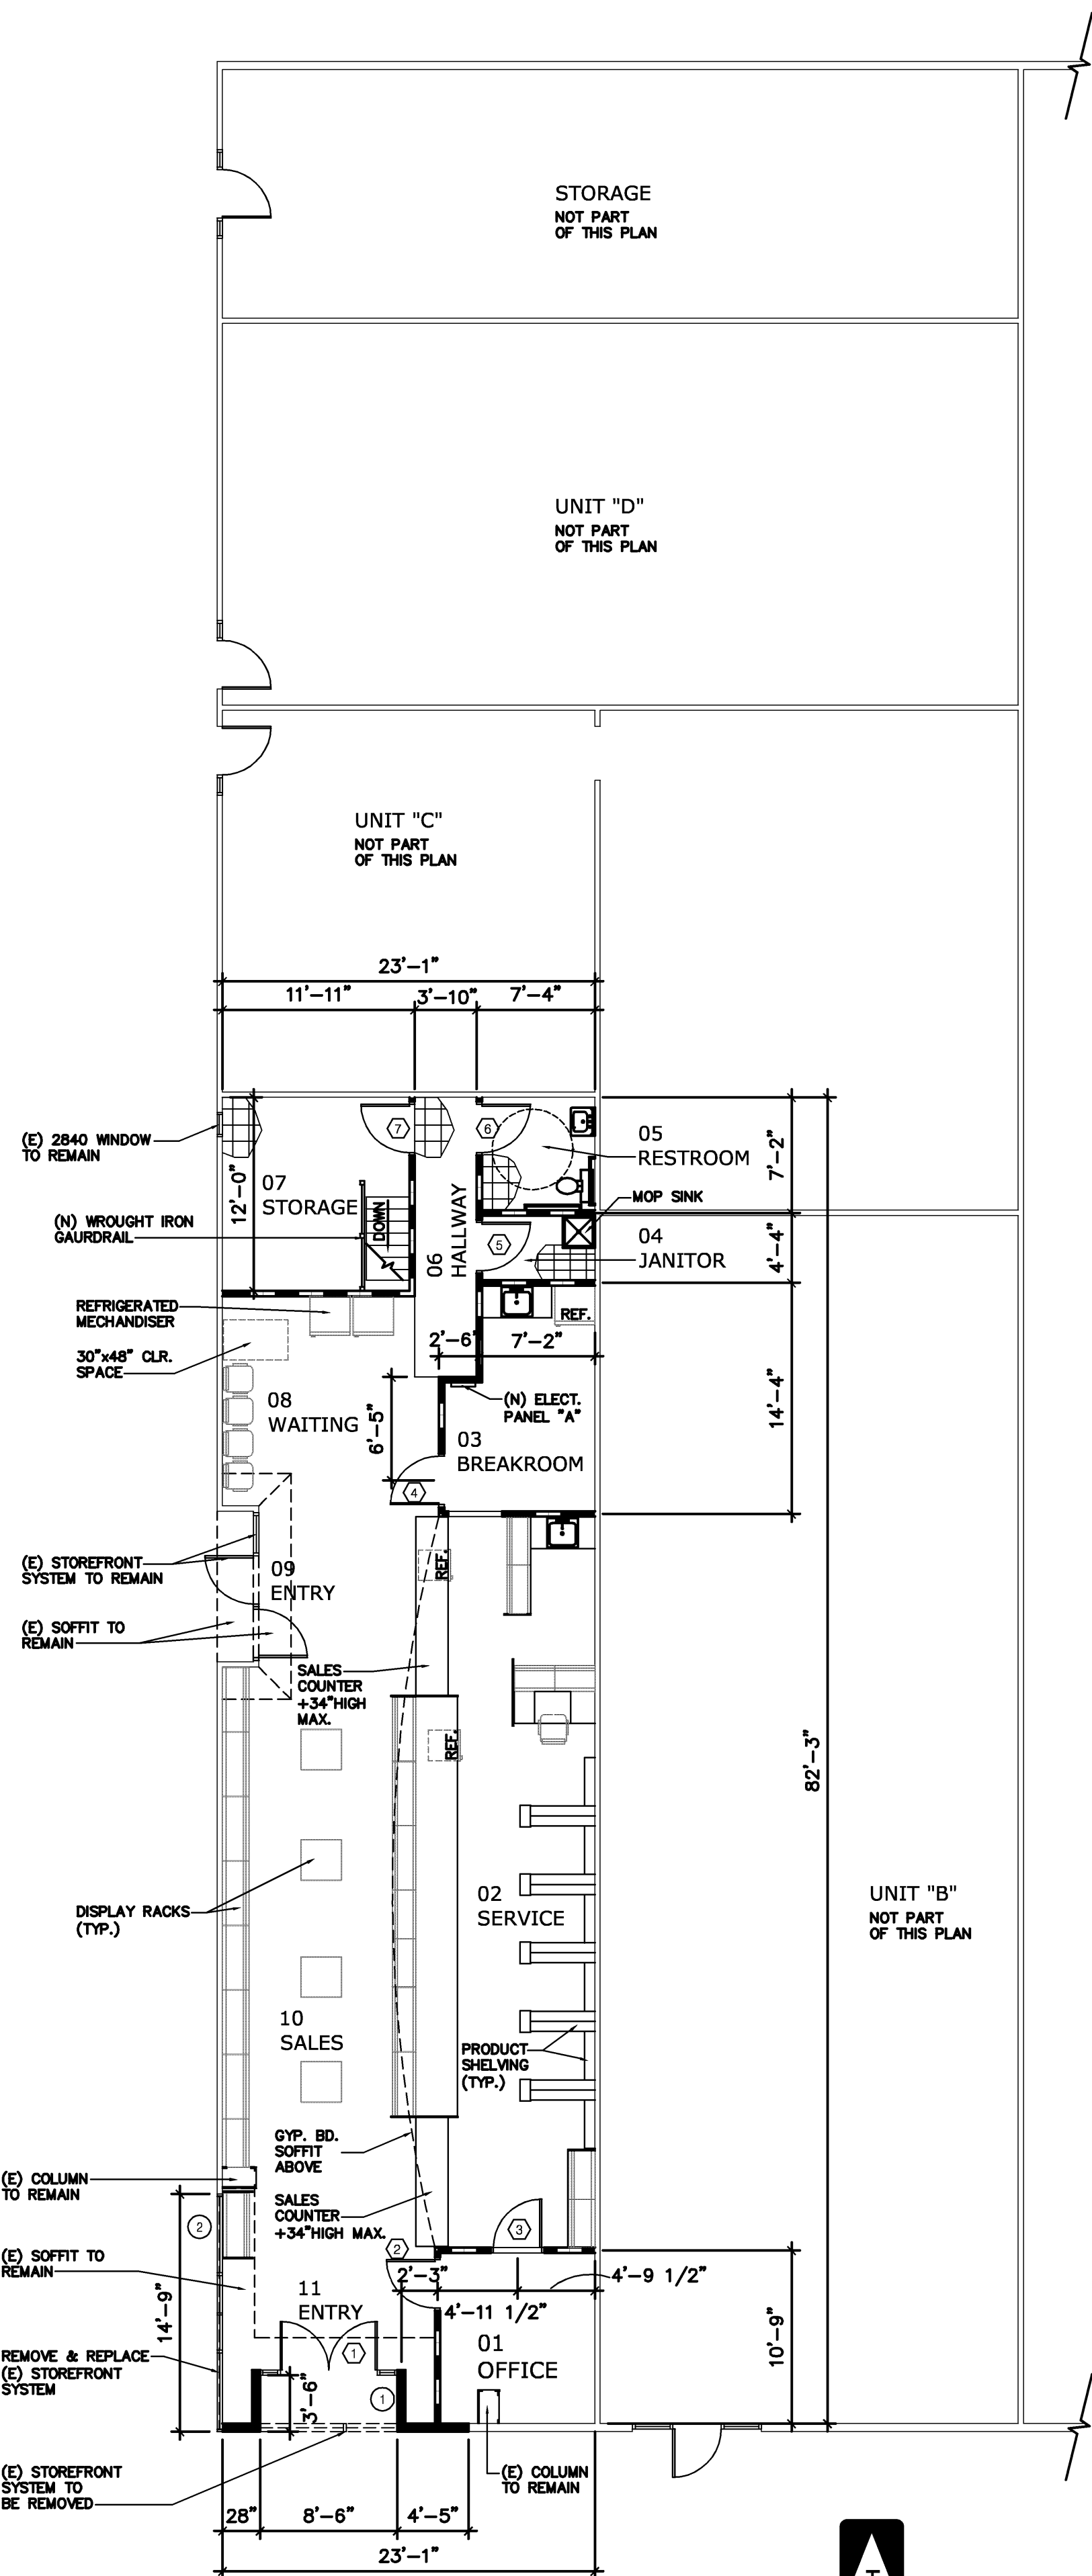 STORAGE
NOT PART
OF THIS PLAN
UNIT "D"
NOT PART
OF THIS PLAN
UNIT "C"
NOT PART
OF THIS PLAN
23'-1"
11'-11"
3'-10"
7'-4"
(E) 2840 WINDOW
TO REMAIN
7
6
05
RESTROOM
7'-2"
12'-0"
07
STORAGE
MOP SINK
(N) WROUGHT IRON
GAURDRAIL
DOWN
06
HALLWAY
5
04
JANITOR
4'-4"
REFRIGERATED
MECHANDISER
REF.
30"x48" CLR.
SPACE
2'-6"
7'-2"
08
WAITING
6'-5"
(N) ELECT.
PANEL "A"
14'-4"
03
BREAKROOM
4
(E) STOREFRONT
SYSTEM TO REMAIN
09
ENTRY
REF.
(E) SOFFIT TO
REMAIN
SALES
COUNTER
+34"HIGH
MAX.
REF.
82'-3"
DISPLAY RACKS
(TYP.)
02
SERVICE
UNIT "B"
NOT PART
OF THIS PLAN
10
SALES
PRODUCT
SHELVING
(TYP.)
GYP. BD.
SOFFIT
ABOVE
(E) COLUMN
TO REMAIN
SALES
COUNTER
+34"HIGH MAX.
2
3
2
(E) SOFFIT TO
REMAIN
2'-3"
4'-9 1/2"
11
ENTRY
4'-11 1/2"
14'-9"
10'-9"
REMOVE & REPLACE
(E) STOREFRONT
SYSTEM
1
01
OFFICE
3'-6"
1
(E) STOREFRONT
SYSTEM TO
BE REMOVED
(E) COLUMN
TO REMAIN
28"
8'-6"
4'-5"
23'-1"